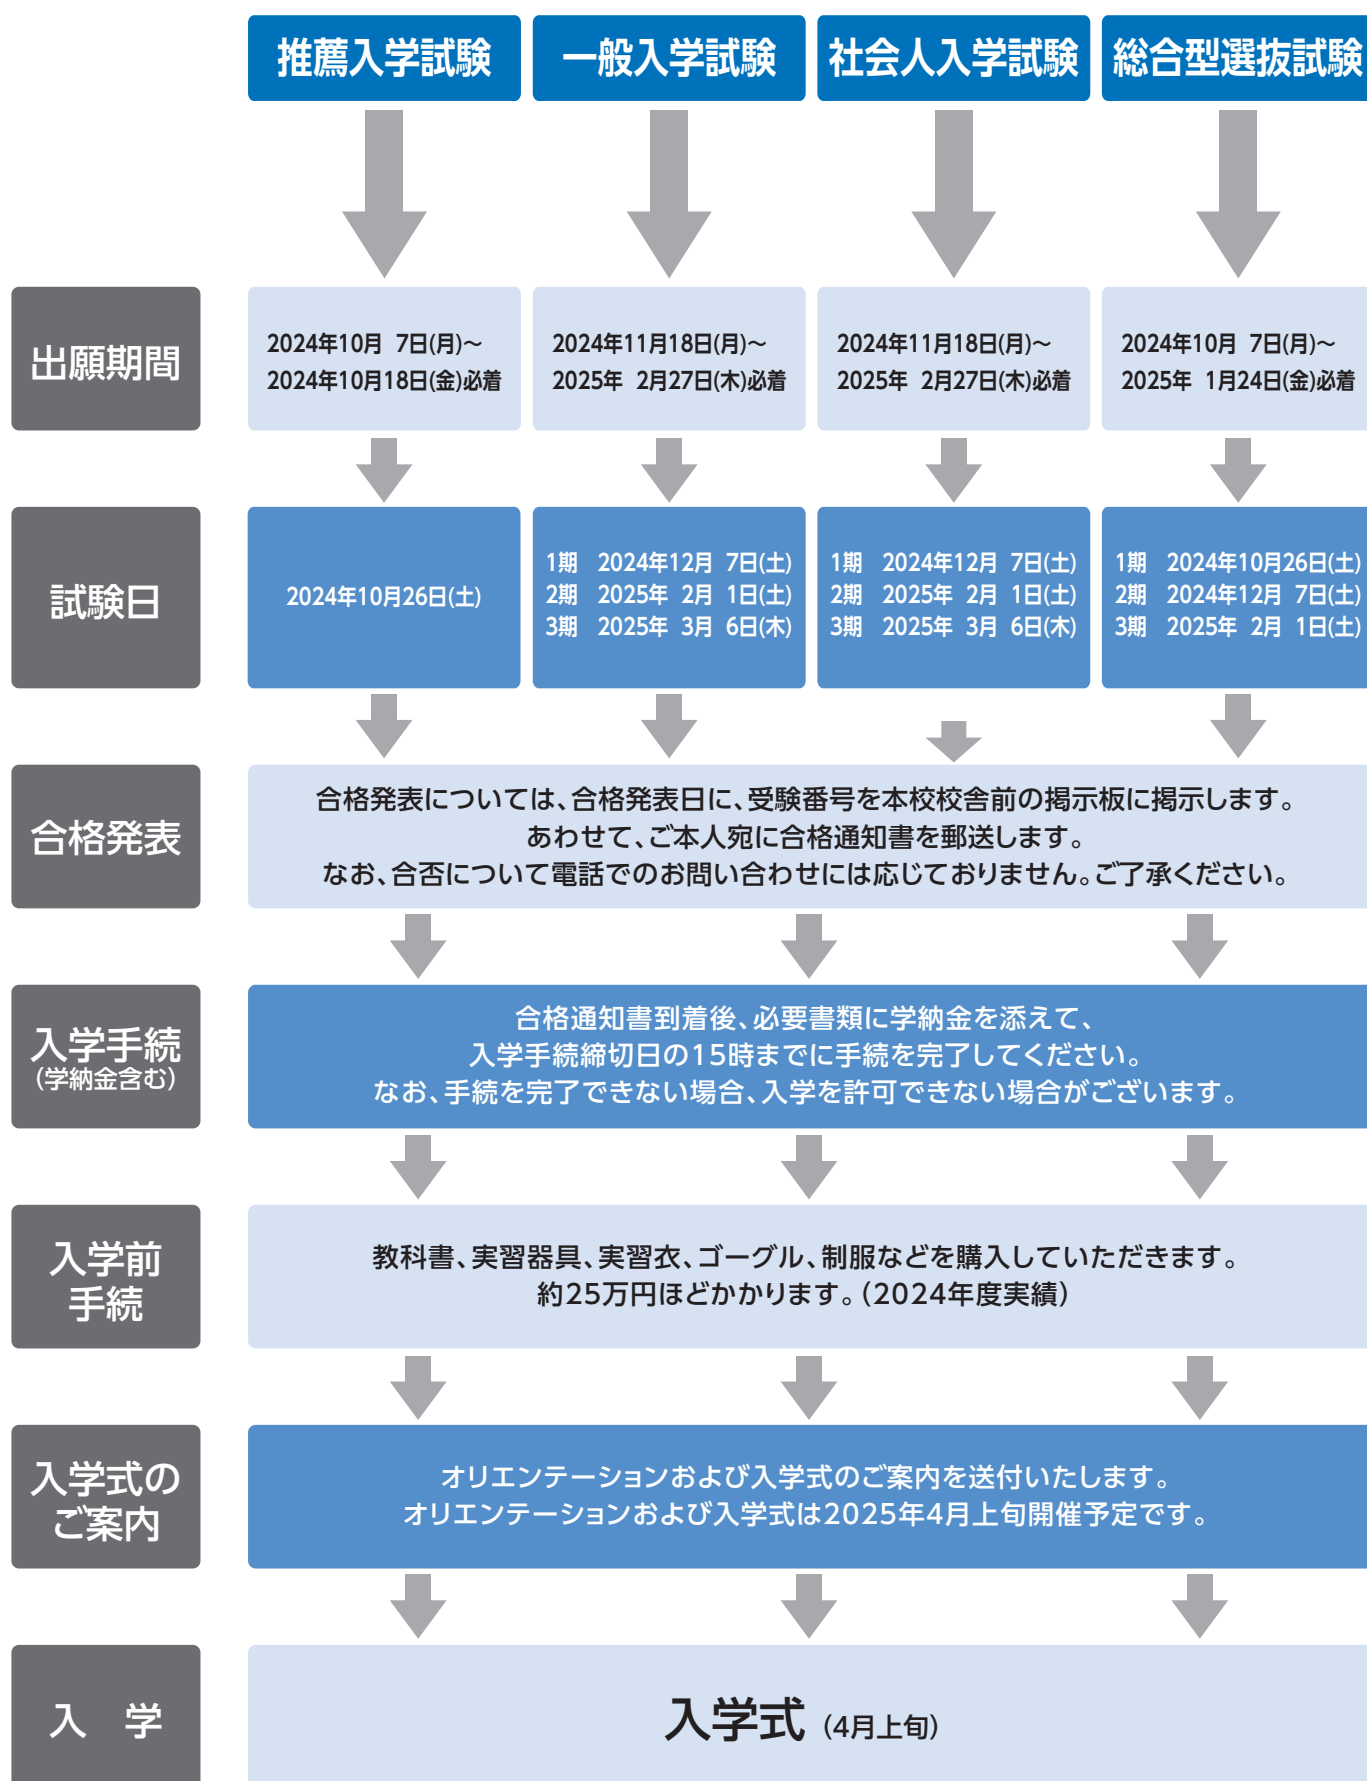 推薦入学試験
一般入学試験
社会人入学試験
総合型選抜試験
出願期間
2024年10月 7日(月)～
2024年10月18日(金)必着
2024年11月18日(月)～
2025年 2月27日(木)必着
2024年11月18日(月)～
2025年 2月27日(木)必着
2024年10月 7日(月)～
2025年 1月24日(金)必着
試験日
2024年10月26日(土)
1期 2024年12月 7日(土)
2期 2025年 2月 1日(土)
3期 2025年 3月 6日(木)
1期 2024年12月 7日(土)
2期 2025年 2月 1日(土)
3期 2025年 3月 6日(木)
1期 2024年10月26日(土)
2期 2024年12月 7日(土)
3期 2025年 2月 1日(土)
合格発表
合格発表については、合格発表日に、受験番号を本校校舎前の掲示板に掲示します。
あわせて、ご本人宛に合格通知書を郵送します。
なお、合否について電話でのお問い合わせには応じておりません。ご了承ください。
入学手続
(学納金含む)
合格通知書到着後、必要書類に学納金を添えて、
入学手続締切日の15時までに手続を完了してください。
なお、手続を完了できない場合、入学を許可できない場合がございます。
入学前
手続
教科書、実習器具、実習衣、ゴーグル、制服などを購入していただきます。
約25万円ほどかかります。(2024年度実績)
入学式の
ご案内
オリエンテーションおよび入学式のご案内を送付いたします。
オリエンテーションおよび入学式は2025年4月上旬開催予定です。
入 学
入学式 (4月上旬)